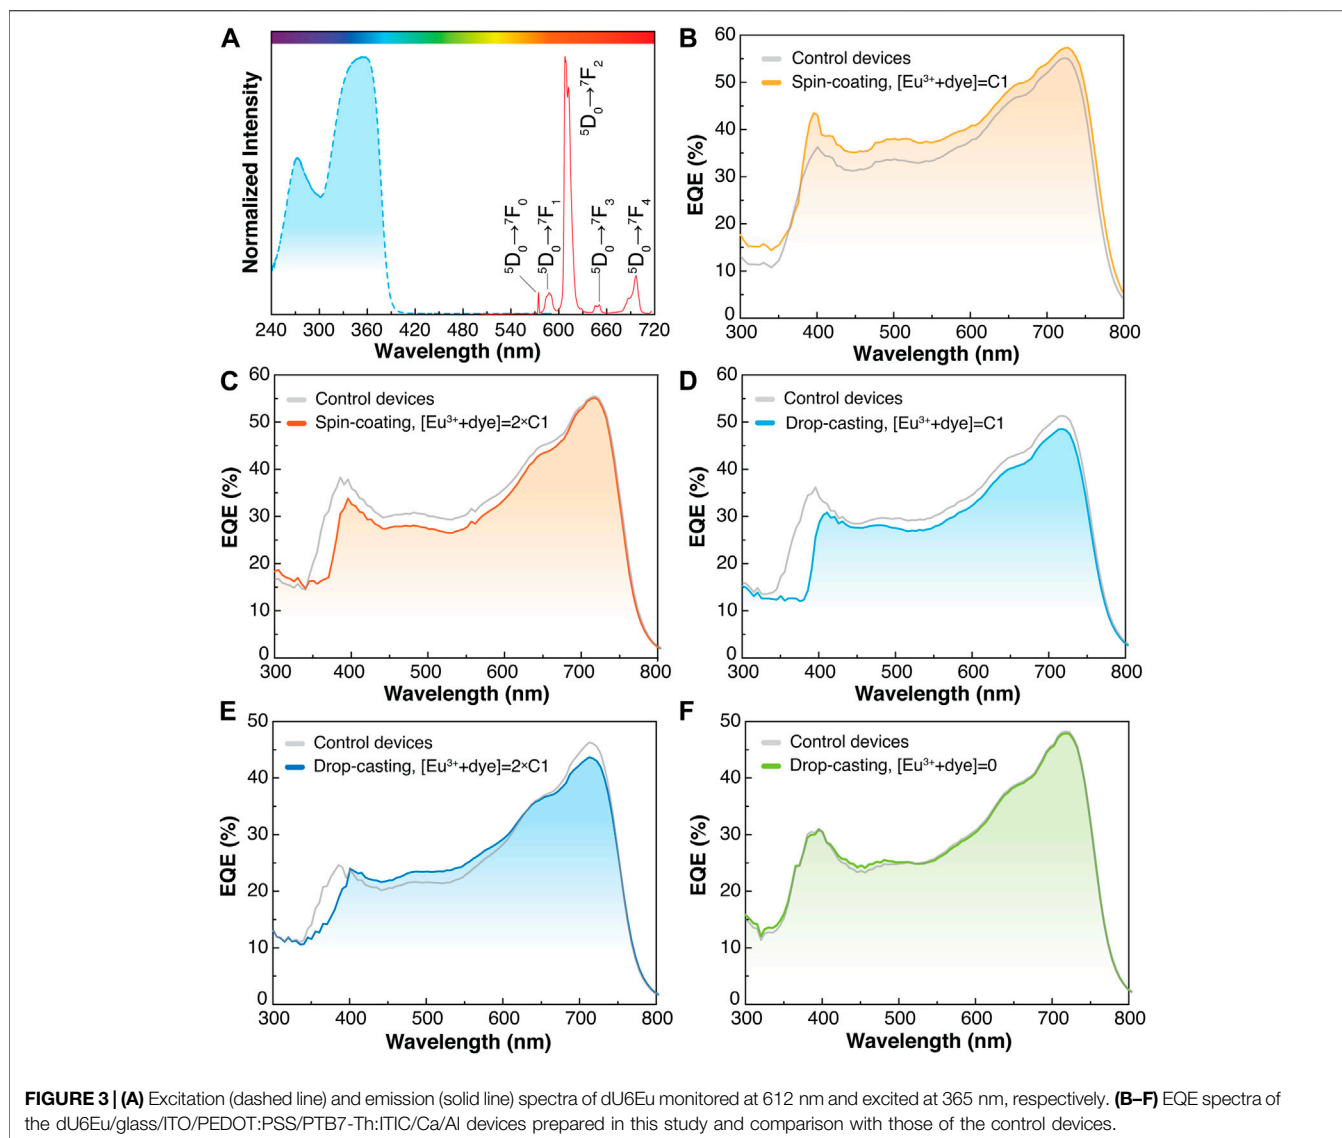 A
Normalized Intensity
⁵D₀→⁷F₀
⁵D₀→⁷F₁
⁵D₀→⁷F₂
⁵D₀→⁷F₃
⁵D₀→⁷F₄
240 300 360 420 480 540 600 660 720
Wavelength (nm)
B
Control devices
Spin-coating, [Eu³⁺+dye]=C1
EQE (%)
60
50
40
30
20
10
0
300 400 500 600 700 800
Wavelength (nm)
C
Control devices
Spin-coating, [Eu³⁺+dye]=2×C1
EQE (%)
60
50
40
30
20
10
0
300 400 500 600 700 800
Wavelength (nm)
D
Control devices
Drop-casting, [Eu³⁺+dye]=C1
EQE (%)
60
50
40
30
20
10
0
300 400 500 600 700 800
Wavelength (nm)
E
Control devices
Drop-casting, [Eu³⁺+dye]=2×C1
EQE (%)
50
40
30
20
10
0
300 400 500 600 700 800
Wavelength (nm)
F
Control devices
Drop-casting, [Eu³⁺+dye]=0
EQE (%)
50
40
30
20
10
0
300 400 500 600 700 800
Wavelength (nm)
FIGURE 3 | (A) Excitation (dashed line) and emission (solid line) spectra of dU6Eu monitored at 612 nm and excited at 365 nm, respectively. (B–F) EQE spectra of
the dU6Eu/glass/ITO/PEDOT:PSS/PTB7-Th:ITIC/Ca/Al devices prepared in this study and comparison with those of the control devices.